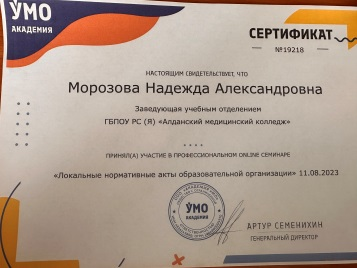 УМО
АКАДЕМИЯ
СЕРТИФИКАТ
№19218
НАСТОЯЩИМ СВИДЕТЕЛЬСТВУЕТ, ЧТО
Морозова Надежда Александровна
Заведующая учебным отделением
ГБПОУ РС (Я) «Алданский медицинский колледж»
ПРИНЯЛ(А) УЧАСТИЕ В ПРОФЕССИОНАЛЬНОМ ONLINE СЕМИНАРЕ
«Локальные нормативные акты образовательной организации» 11.08.2023
УМО
АКАДЕМИЯ
АРТУР СЕМЕНИХИН
ГЕНЕРАЛЬНЫЙ ДИРЕКТОР